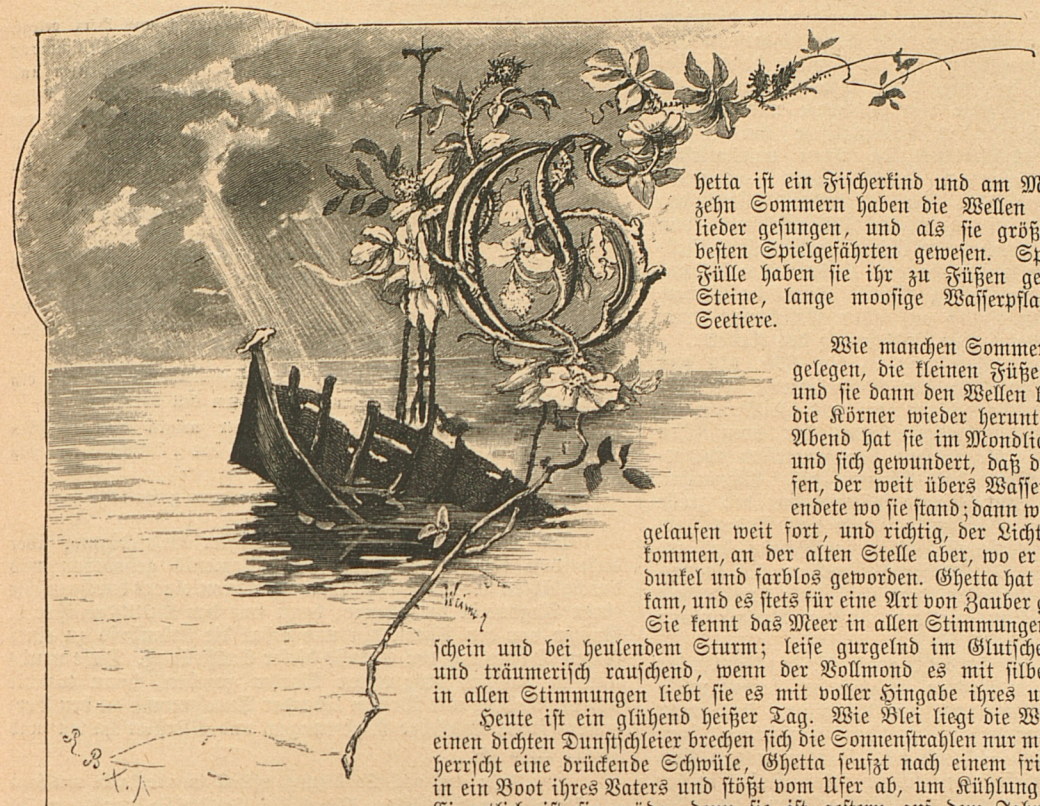 Ghetta ist ein Fischerkind und am M
zehn Sommern haben die Wellen
lieder gesungen, und als sie größ
besten Spielgefährten gewesen. Sp
Fülle haben sie ihr zu Füßen ge
Steine, lange moosige Wasserpfla
Seetiere.
Wie manchen Sommer
gelegen, die kleinen Füße
und sie dann den Wellen
die Körner wieder herunt
Abend hat sie im Mondlic
und sich gewundert, daß d
sen, der weit übers Wasse
endete wo sie stand; dann w
gelaufen weit fort, und richtig, der Licht
kommen, an der alten Stelle aber, wo er
dunkel und farblos geworden. Ghetta hat
kam, und es stets für eine Art von Zauber g
Sie kennt das Meer in allen Stimmungen
schein und bei heulendem Sturm; leise gurgelnd im Glutsche
und träumerisch rauschend, wenn der Vollmond es mit silbe
in allen Stimmungen liebt sie es mit voller Hingabe ihres u
Heute ist ein glühend heißer Tag. Wie Blei liegt die W
einen dichten Dunstschleier brechen sich die Sonnenstrahlen nur m
herrscht eine drückende Schwüle, Ghetta seufzt nach einem fri
in ein Boot ihres Vaters und stößt vom Ufer ab, um Kühlung